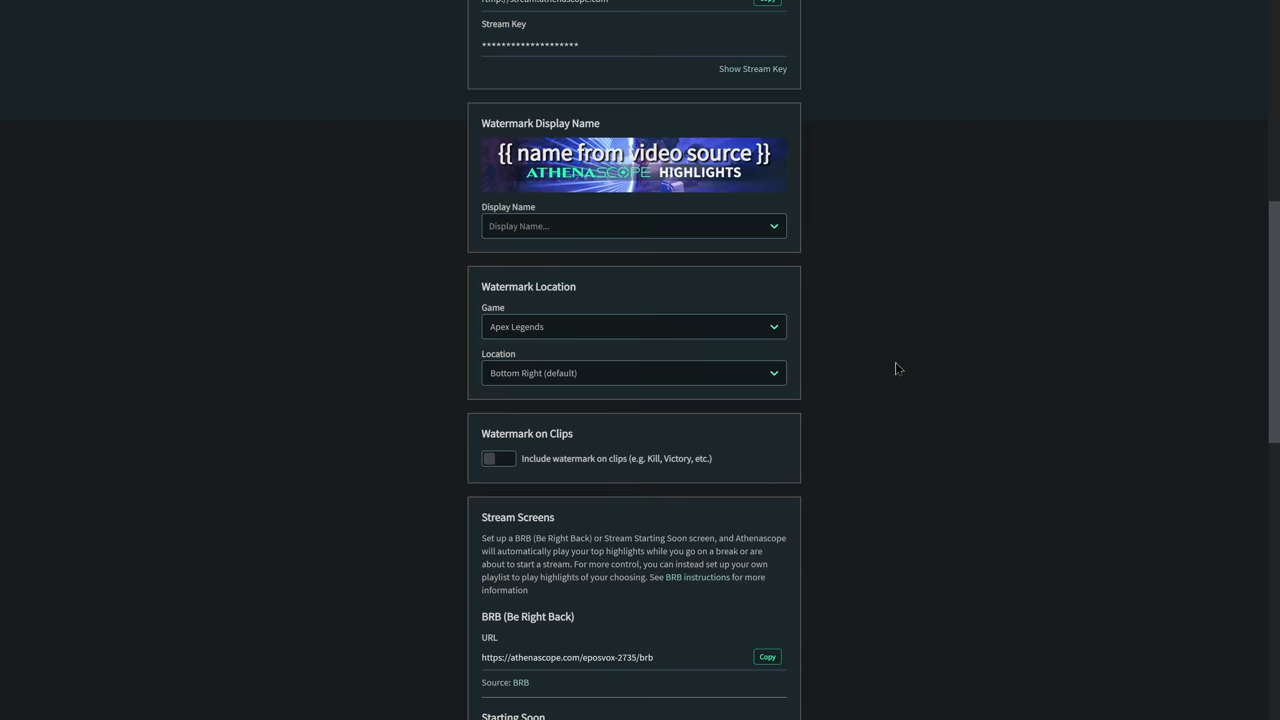 rtmp://stream.athenascope.com
Copy
Stream Key
********************
Show Stream Key
Watermark Display Name
{{ name from video source }}
ATHENASCOPE HIGHLIGHTS
Display Name
Display Name...
Watermark Location
Game
Apex Legends
Location
Bottom Right (default)
Watermark on Clips
Include watermark on clips (e.g. Kill, Victory, etc.)
Stream Screens
Set up a BRB (Be Right Back) or Stream Starting Soon screen, and Athenascope
will automatically play your top highlights while you go on a break or are
about to start a stream. For more control, you can instead set up your own
playlist to play highlights of your choosing. See BRB instructions for more
information
BRB (Be Right Back)
URL
https://athenascope.com/eposvox-2735/brb
Copy
Source: BRB
Starting Soon